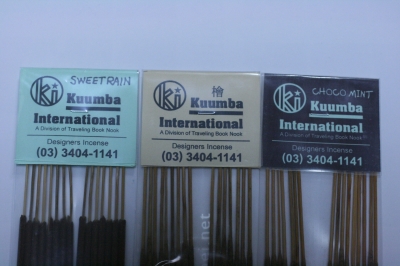 SWEETRAIN
Kuumba
International
A Division of Traveling Book Nook
Designers Incense
(03) 3404-1141
檜
Kuumba
International
A Division of Traveling Book Nook
Designers Incense
(03) 3404-1141
CHOCO,MINT
Kuumba
International
A Division of Traveling Book Nook
Designers Incense
(03) 3404-1141